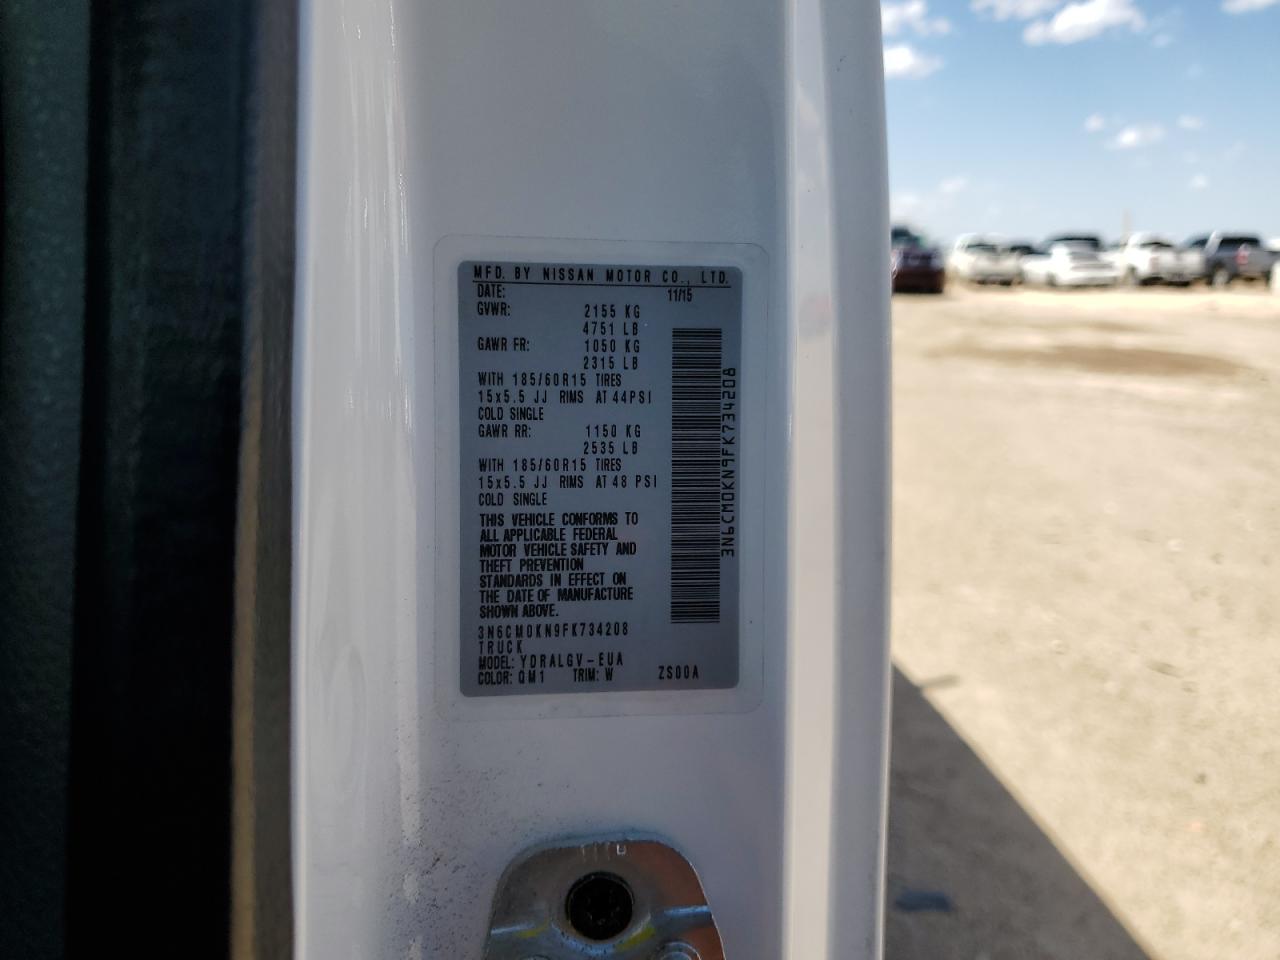 MFD. BY NISSAN MOTOR CO., LTD.
DATE: 11/15
GVWR: 2155 KG
4751 LB
GAWR FR: 1050 KG
2315 LB
WITH 185/60R15 TIRES
15x5.5 JJ RIMS AT 44PSI
COLD SINGLE
GAWR RR: 1150 KG
2535 LB
WITH 185/60R15 TIRES
15x5.5 JJ RIMS AT 48 PSI
COLD SINGLE
THIS VEHICLE CONFORMS TO
ALL APPLICABLE FEDERAL
MOTOR VEHICLE SAFETY AND
THEFT PREVENTION
STANDARDS IN EFFECT ON
THE DATE OF MANUFACTURE
SHOWN ABOVE.
3N6CM0KN9FK734208
TRUCK
MODEL: YDRALGV-EUA
COLOR: QM1 TRIM: W ZS00A
3N6CM0KN9FK734208